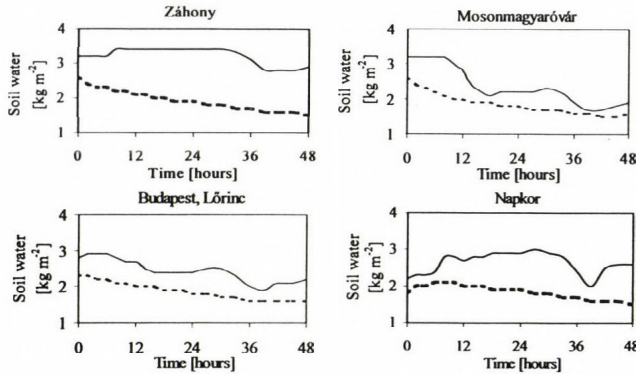 Záhony
Soil water
[kg m⁻²]
4
3
2
1
0 12 24 36 48
Time [hours]
Mosonmagyaróvár
Soil water
[kg m⁻²]
4
3
2
1
0 12 24 36 48
Time [hours]
Budapest, Lőrinc
Soil water
[kg m⁻²]
4
3
2
1
0 12 24 36 48
Time [hours]
Napkor
Soil water
[kg m⁻²]
4
3
2
1
0 12 24 36 48
Time [hours]